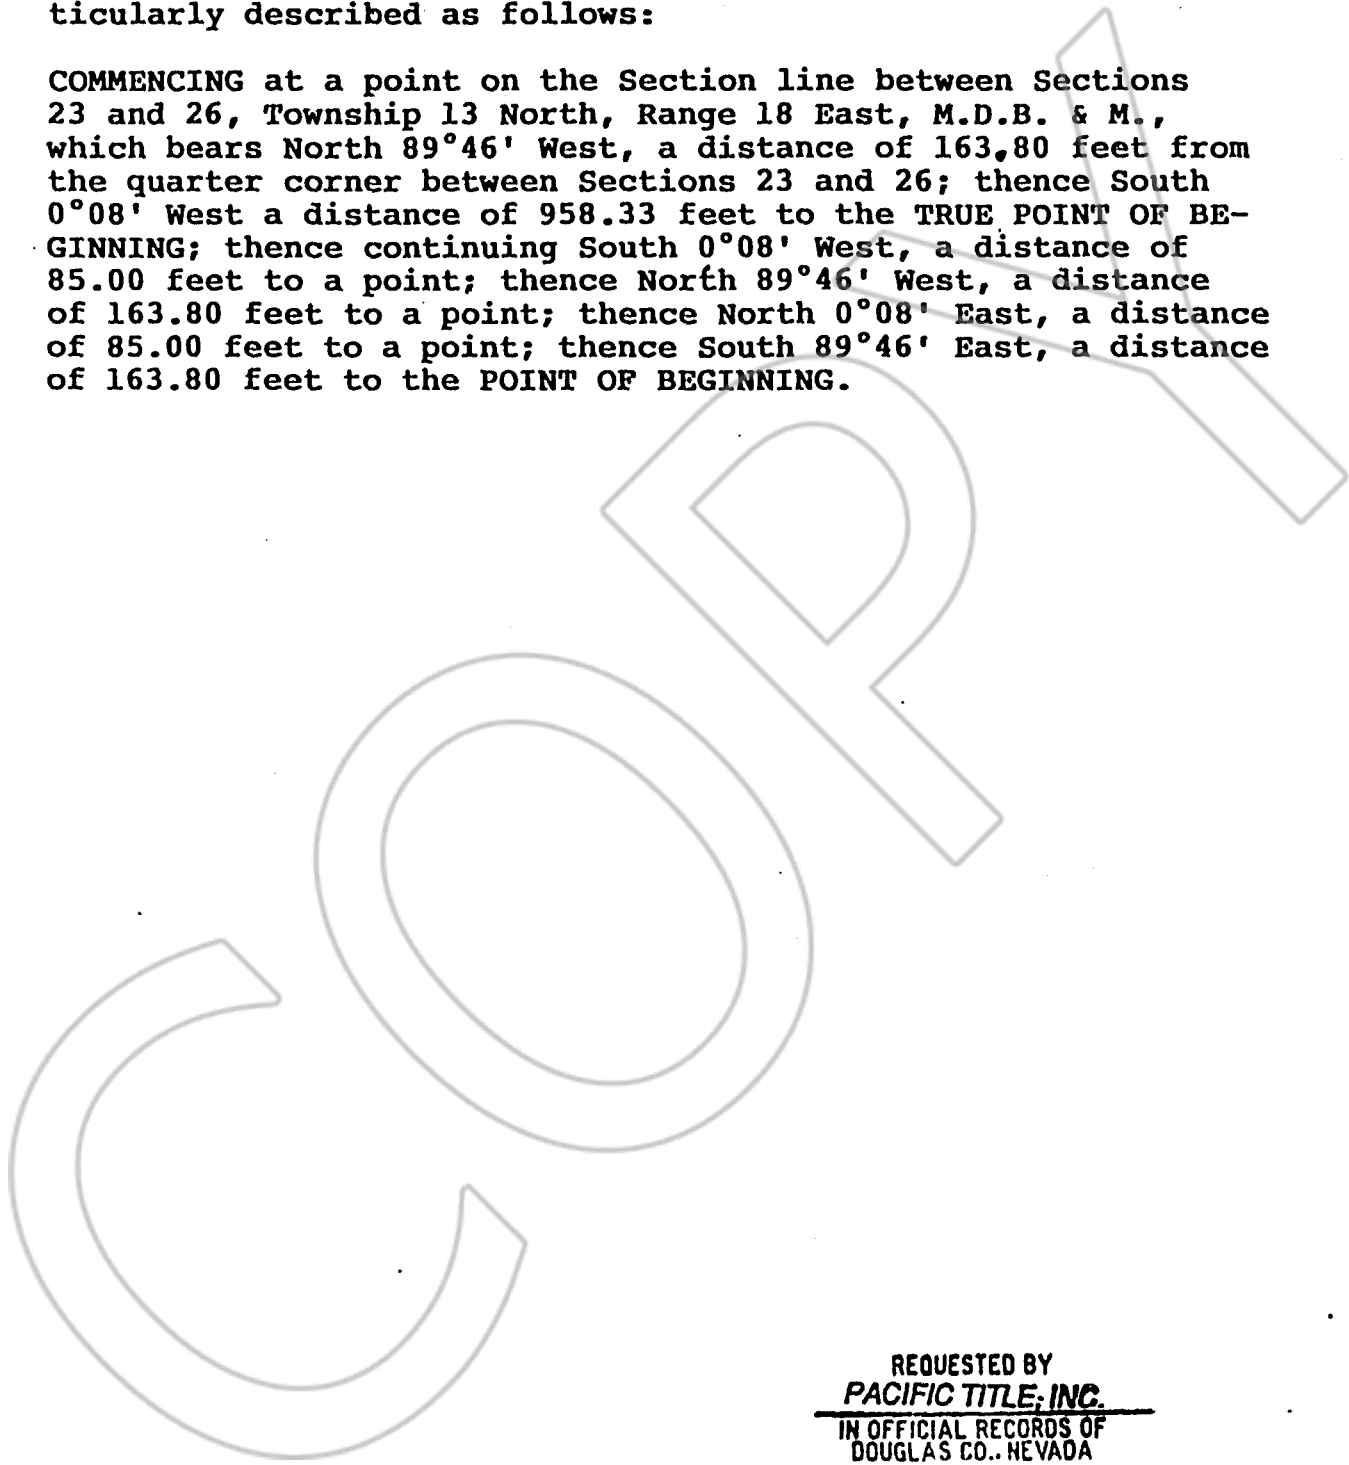 ticularly described as follows:
COMMENCING at a point on the Section line between Sections
23 and 26, Township 13 North, Range 18 East, M.D.B. & M.,
which bears North 89°46' West, a distance of 163.80 feet from
the quarter corner between Sections 23 and 26; thence South
0°08' West a distance of 958.33 feet to the TRUE POINT OF BE-
GINNING; thence continuing South 0°08' West, a distance of
85.00 feet to a point; thence North 89°46' West, a distance
of 163.80 feet to a point; thence North 0°08' East, a distance
of 85.00 feet to a point; thence South 89°46' East, a distance
of 163.80 feet to the POINT OF BEGINNING.
COPY
REQUESTED BY
PACIFIC TITLE, INC.
IN OFFICIAL RECORDS OF
DOUGLAS CO., NEVADA